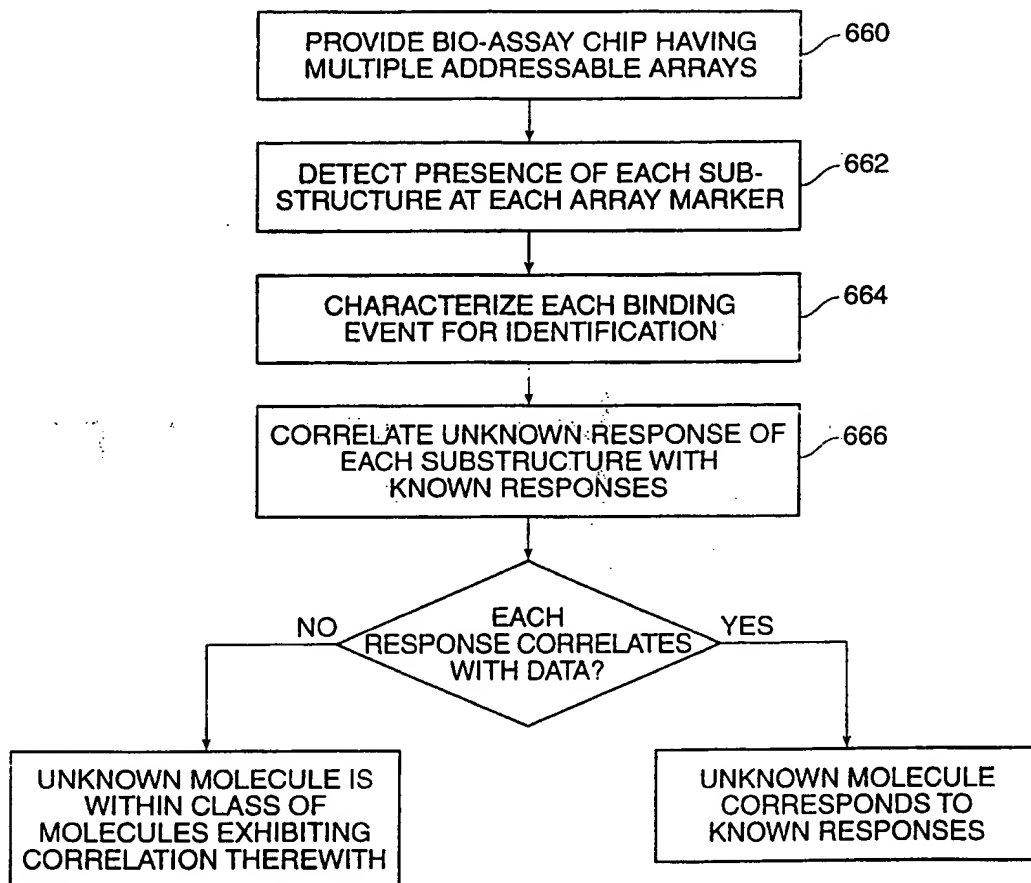 PROVIDE BIO-ASSAY CHIP HAVING
MULTIPLE ADDRESSABLE ARRAYS
660
DETECT PRESENCE OF EACH SUB-
STRUCTURE AT EACH ARRAY MARKER
662
CHARACTERIZE EACH BINDING
EVENT FOR IDENTIFICATION
664
CORRELATE UNKNOWN RESPONSE OF
EACH SUBSTRUCTURE WITH
KNOWN RESPONSES
666
EACH
RESPONSE CORRELATES
WITH DATA?
NO
YES
UNKNOWN MOLECULE IS
WITHIN CLASS OF
MOLECULES EXHIBITING
CORRELATION THEREWITH
UNKNOWN MOLECULE
CORRESPONDS TO
KNOWN RESPONSES